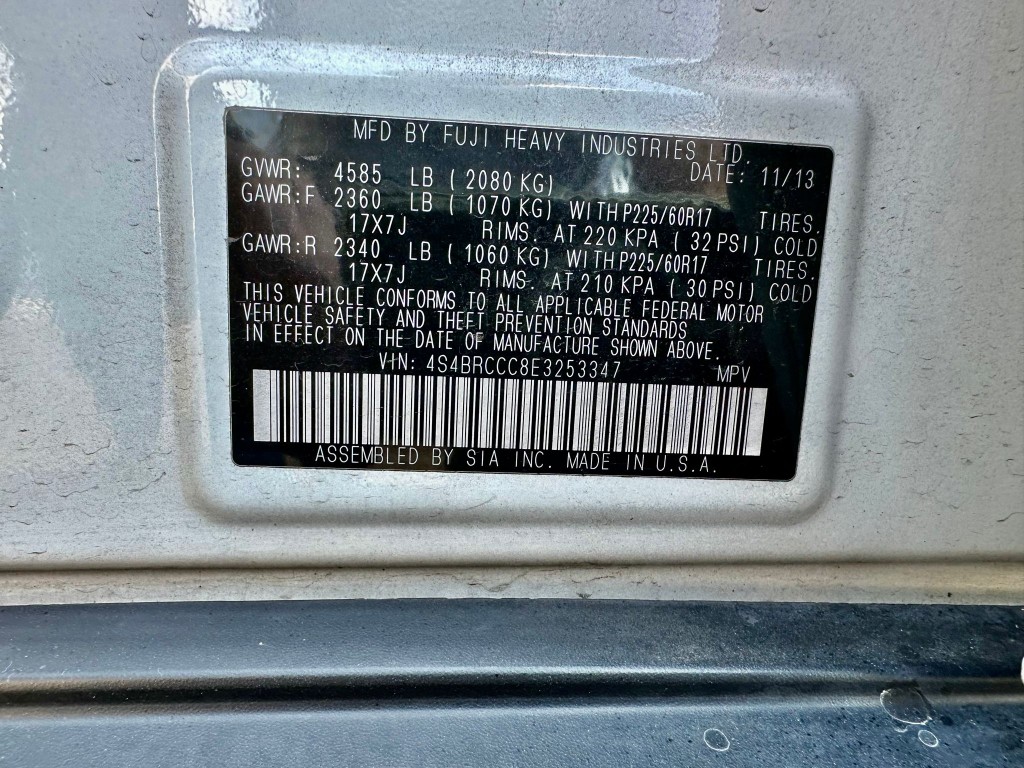 MFD BY FUJI HEAVY INDUSTRIES LTD.
GVWR: 4585 LB ( 2080 KG) DATE: 11/13
GAWR:F 2360 LB ( 1070 KG) WITH P225/60R17 TIRES.
17X7J RIMS. AT 220 KPA ( 32 PSI) COLD
GAWR:R 2340 LB ( 1060 KG) WITH P225/60R17 TIRES.
17X7J RIMS. AT 210 KPA ( 30 PSI) COLD
THIS VEHICLE CONFORMS TO ALL APPLICABLE FEDERAL MOTOR
VEHICLE SAFETY AND THEFT PREVENTION STANDARDS
IN EFFECT ON THE DATE OF MANUFACTURE SHOWN ABOVE.
VIN: 4S4BRCCC8E3253347 MPV
ASSEMBLED BY SIA INC. MADE IN U.S.A.